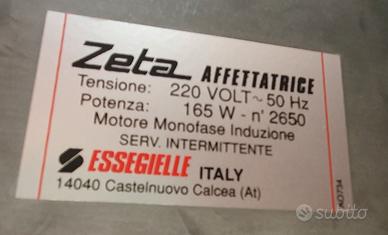 Zeta AFFETTATRICE
Tensione: 220 VOLT~ 50 Hz
Potenza: 165 W - n' 2650
Motore Monofase Induzione
SERV. INTERMITTENTE
ESSEGIELLE ITALY
14040 Castelnuovo Calcea (At)
subito